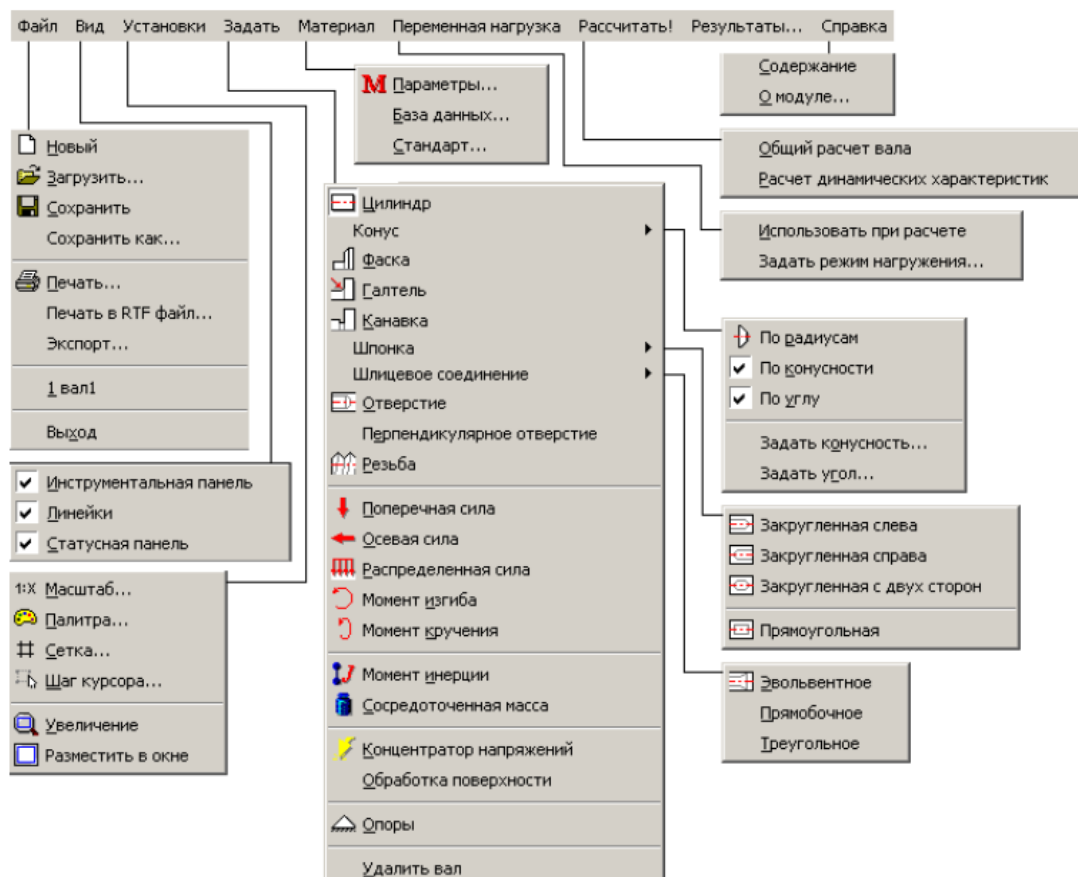 Файл Вид Установки Задать Материал Переменная нагрузка Рассчитать! Результаты... Справка
Новый
Загрузить...
Сохранить
Сохранить как...
Печать...
Печать в RTF файл...
Экспорт...
1 вал1
Выход
Инструментальная панель
Линейки
Статусная панель
1:X Масштаб...
Палитра...
Сетка...
Шаг курсора...
Увеличение
Разместить в окне
M Параметры...
База данных...
Стандарт...
Цилиндр
Конус
Фаска
Галтель
Канавка
Шпонка
Шлицевое соединение
Отверстие
Перпендикулярное отверстие
Резьба
Поперечная сила
Осевая сила
Распределенная сила
Момент изгиба
Момент кручения
J Момент инерции
Сосредоточенная масса
Концентратор напряжений
Обработка поверхности
Опоры
Удалить вал
Содержание
О модуле...
Общий расчет вала
Расчет динамических характеристик
Использовать при расчете
Задать режим нагружения...
По радиусам
По конусности
По углу
Задать конусность...
Задать угол...
Закругленная слева
Закругленная справа
Закругленная с двух сторон
Прямоугольная
Эвольвентное
Прямобочное
Треугольное